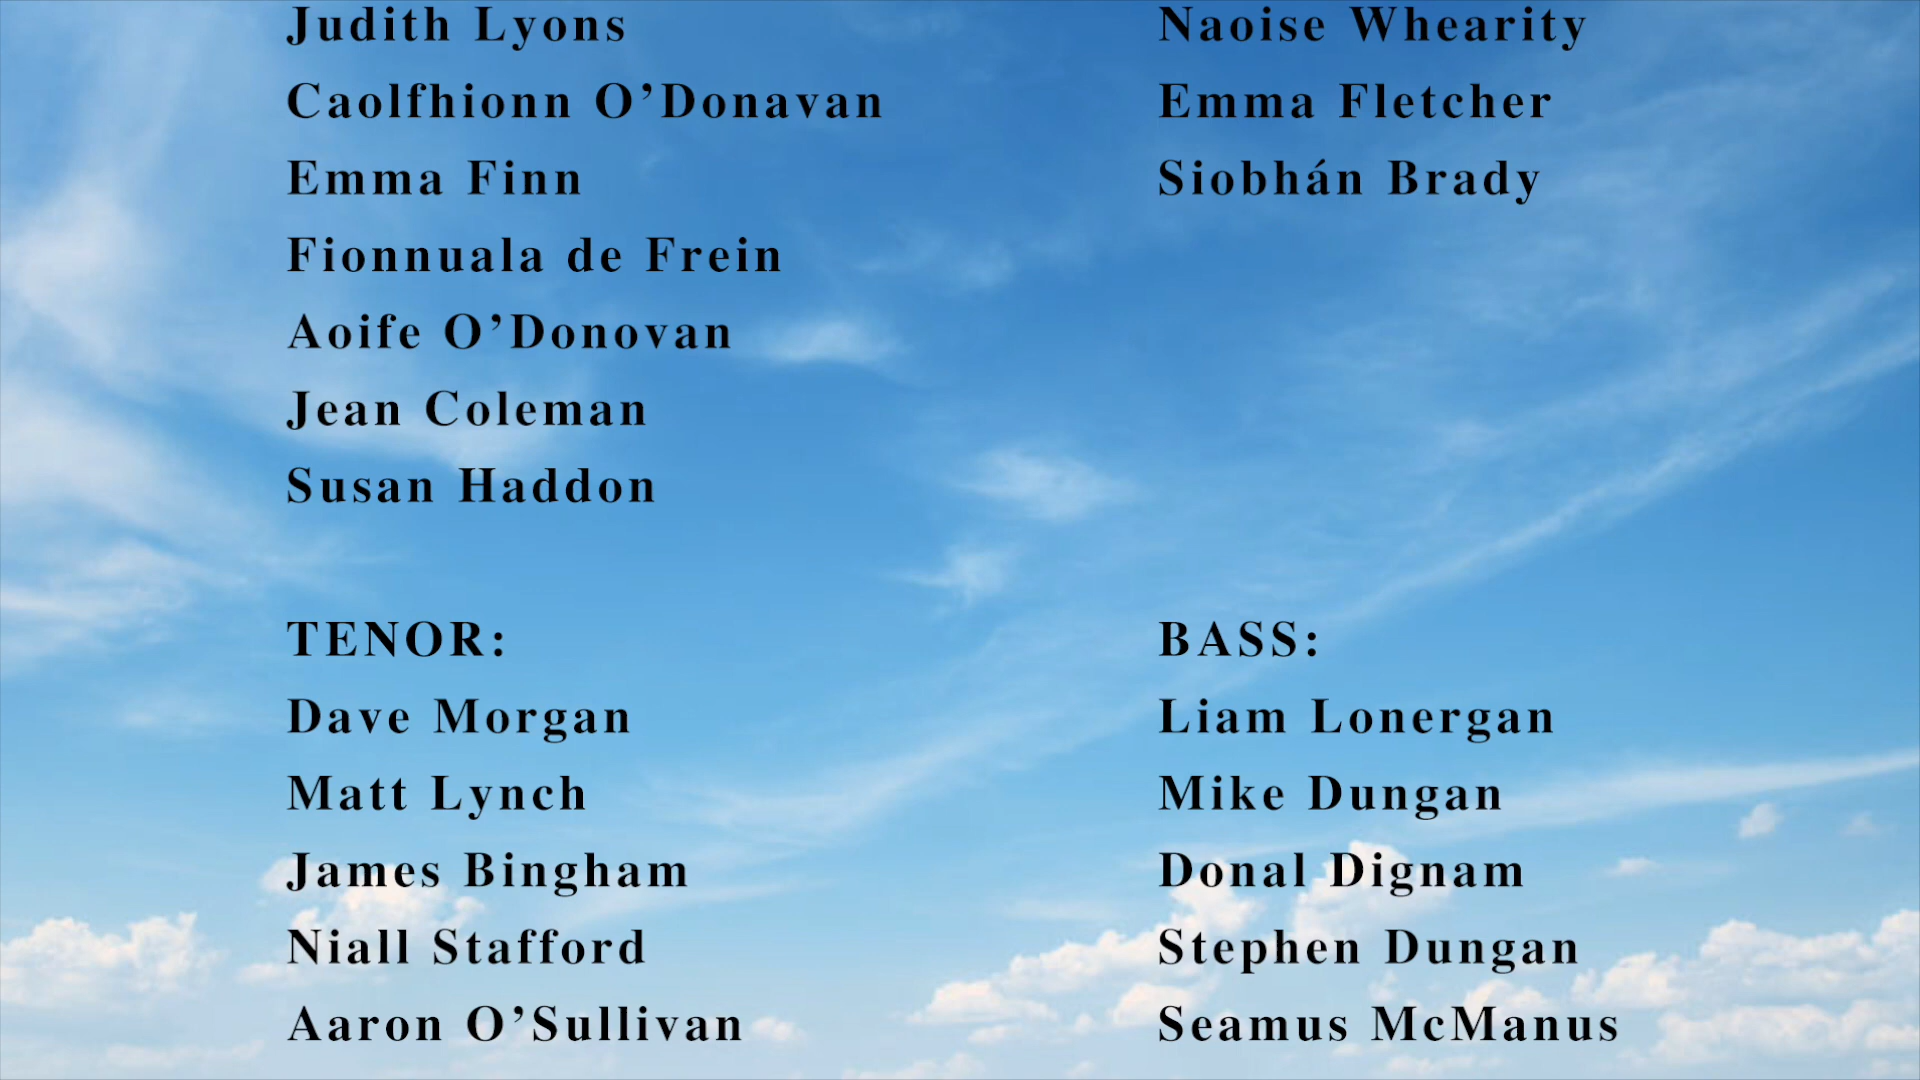 Judith Lyons
Caolfhionn O’Donavan
Emma Finn
Fionnuala de Frein
Aoife O’Donovan
Jean Coleman
Susan Haddon
Naoise Whearity
Emma Fletcher
Siobhán Brady
TENOR:
Dave Morgan
Matt Lynch
James Bingham
Niall Stafford
Aaron O’Sullivan
BASS:
Liam Lonergan
Mike Dungan
Donal Dignam
Stephen Dungan
Seamus McManus